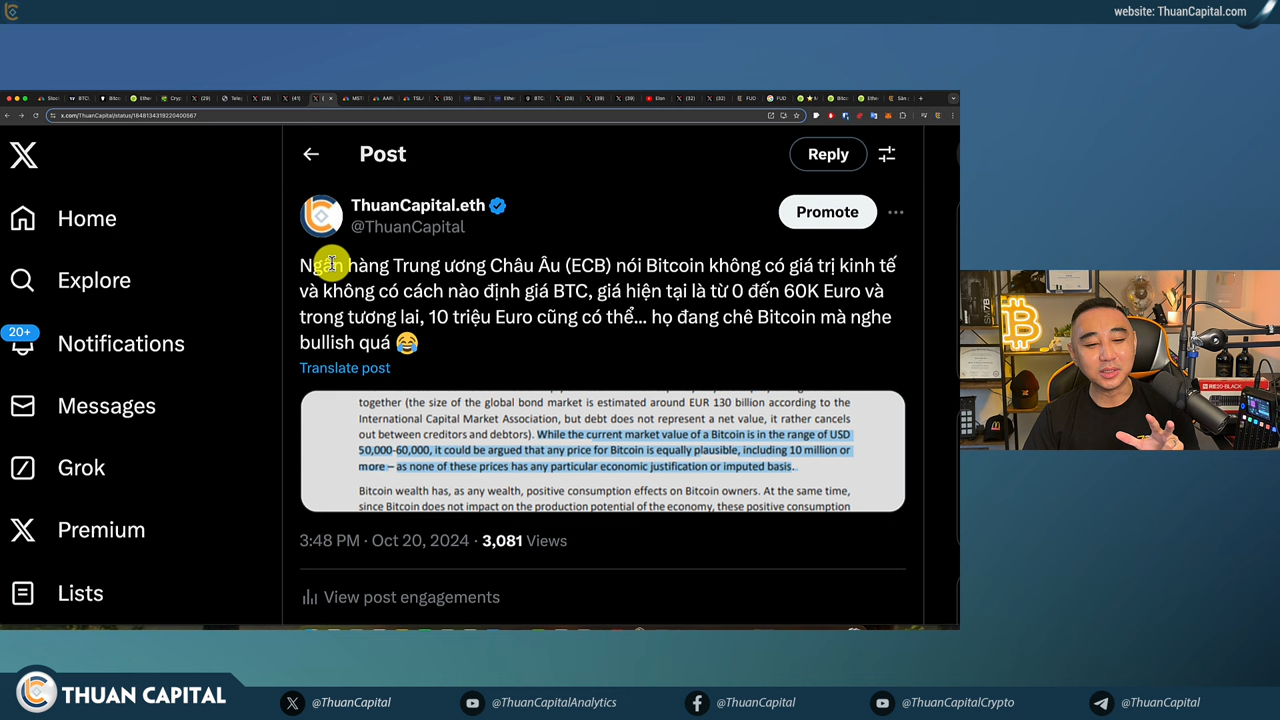 website: ThuanCapital.com
x.com/ThuanCapital/status/1848134319220400567
Post
Reply
ThuanCapital.eth
@ThuanCapital
Promote
Home
Explore
20+
Notifications
Messages
Grok
Premium
Lists
Ngân hàng Trung ương Châu Âu (ECB) nói Bitcoin không có giá trị kinh tế
và không có cách nào định giá BTC, giá hiện tại là từ 0 đến 60K Euro và
trong tương lai, 10 triệu Euro cũng có thể... họ đang chê Bitcoin mà nghe
bullish quá 😂
Translate post
together (the size of the global bond market is estimated around EUR 130 billion according to the
International Capital Market Association, but debt does not represent a net value, it rather cancels
out between creditors and debtors). While the current market value of a Bitcoin is in the range of USD
50,000-60,000, it could be argued that any price for Bitcoin is equally plausible, including 10 million or
more – as none of these prices has any particular economic justification or imputed basis.
Bitcoin wealth has, as any wealth, positive consumption effects on Bitcoin owners. At the same time,
since Bitcoin does not impact on the production potential of the economy, these positive consumption
3:48 PM · Oct 20, 2024 · 3,081 Views
View post engagements
THUAN CAPITAL
@ThuanCapital
@ThuanCapitalAnalytics
@ThuanCapital
@ThuanCapitalCrypto
@ThuanCapital